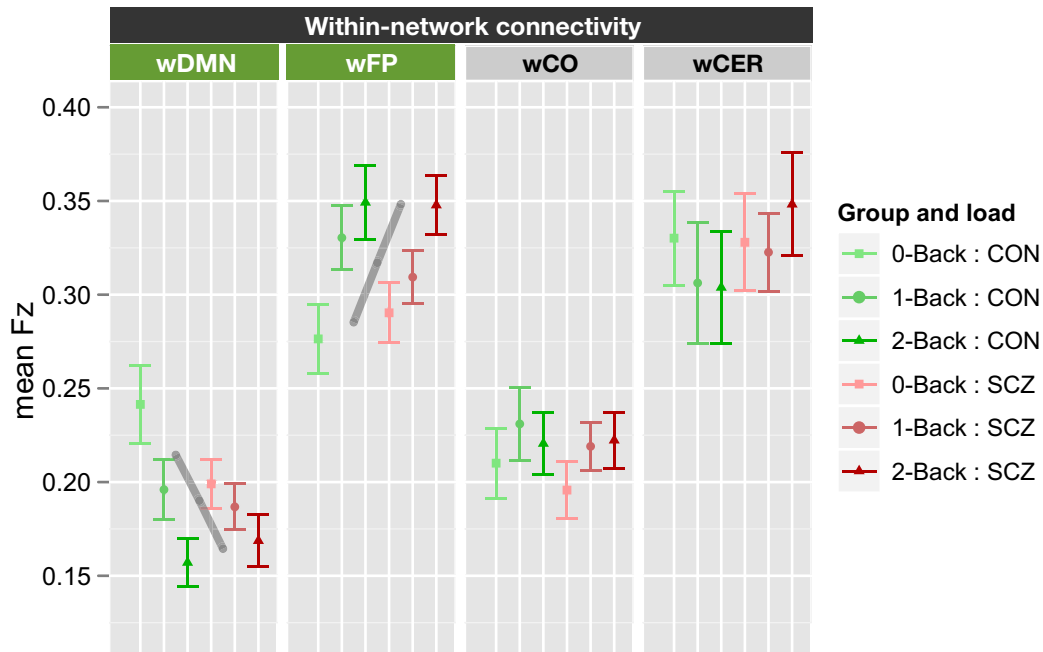 Within-network connectivity
wDMN wFP wCO wCER
mean Fz
0.40
0.35
0.30
0.25
0.20
0.15
Group and load
0-Back : CON
1-Back : CON
2-Back : CON
0-Back : SCZ
1-Back : SCZ
2-Back : SCZ